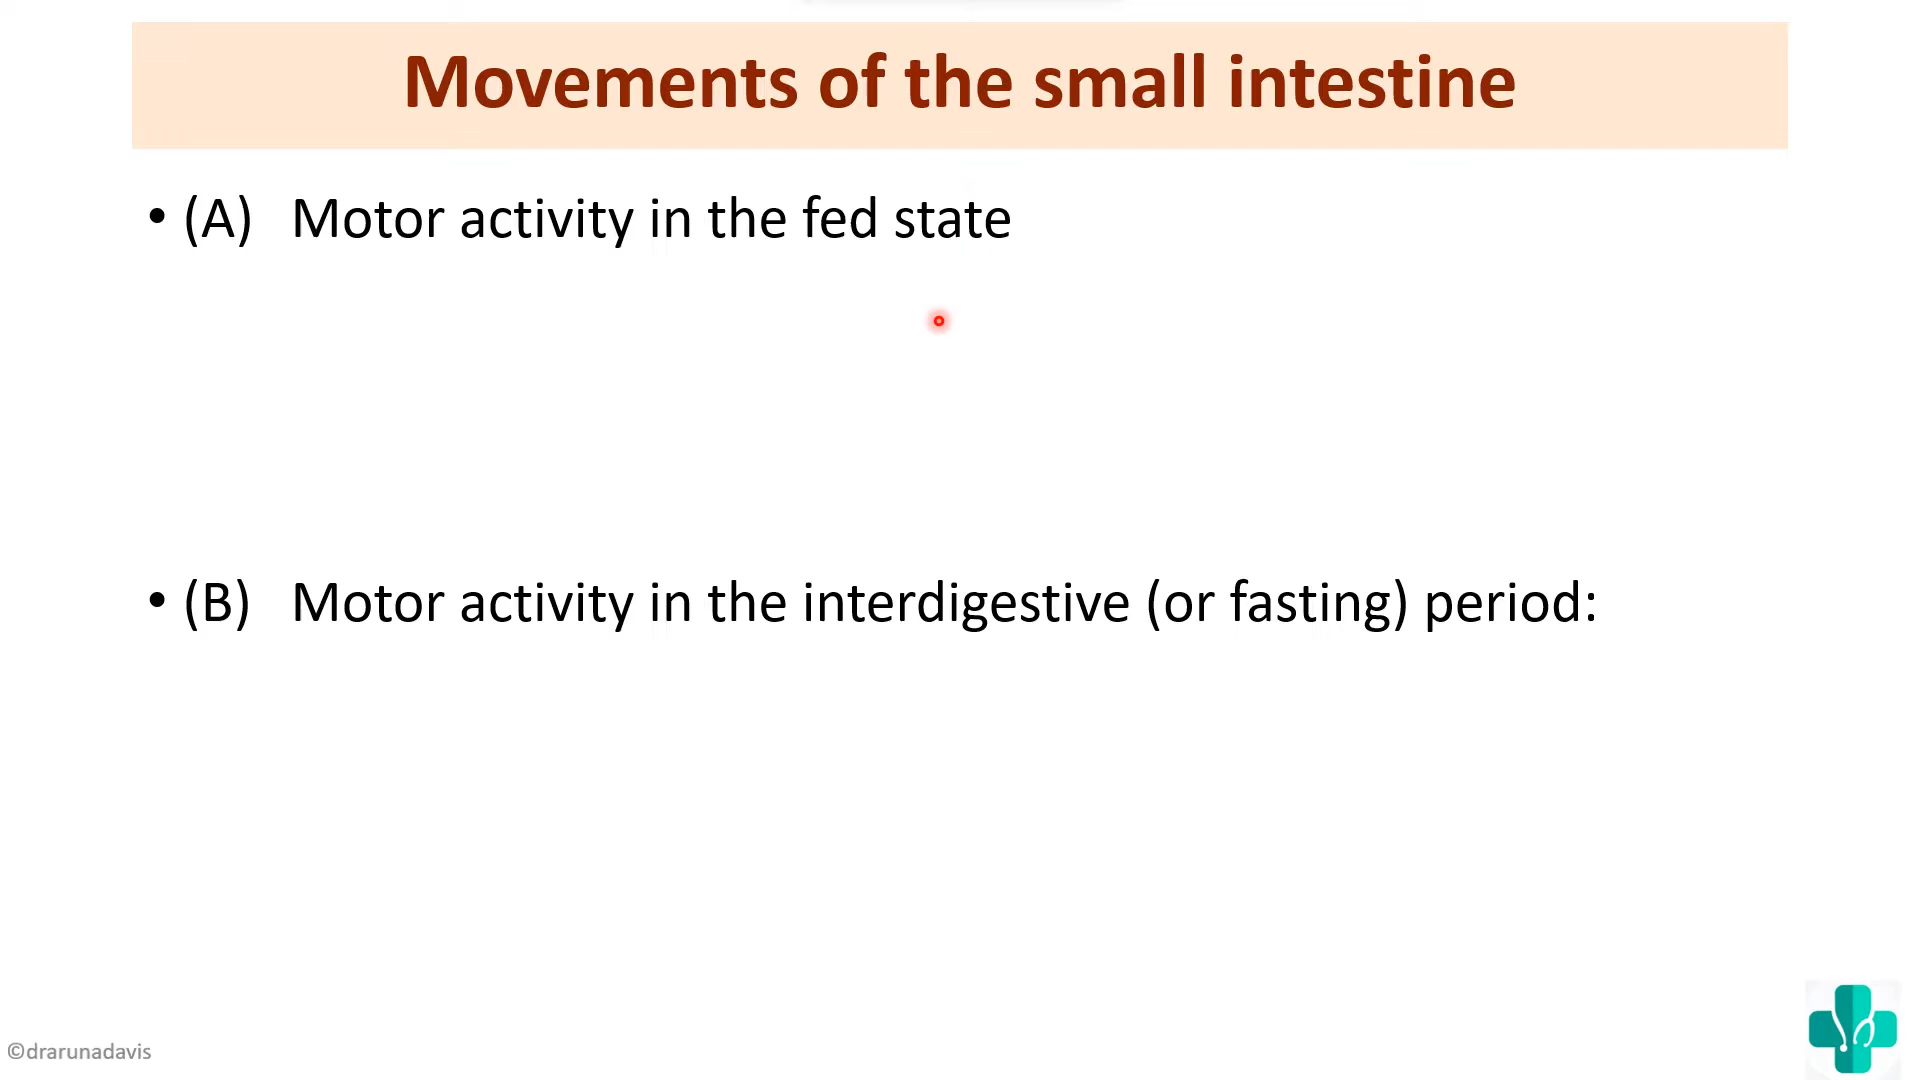 Movements of the small intestine
• (A) Motor activity in the fed state
• (B) Motor activity in the interdigestive (or fasting) period:
©drarunadavis